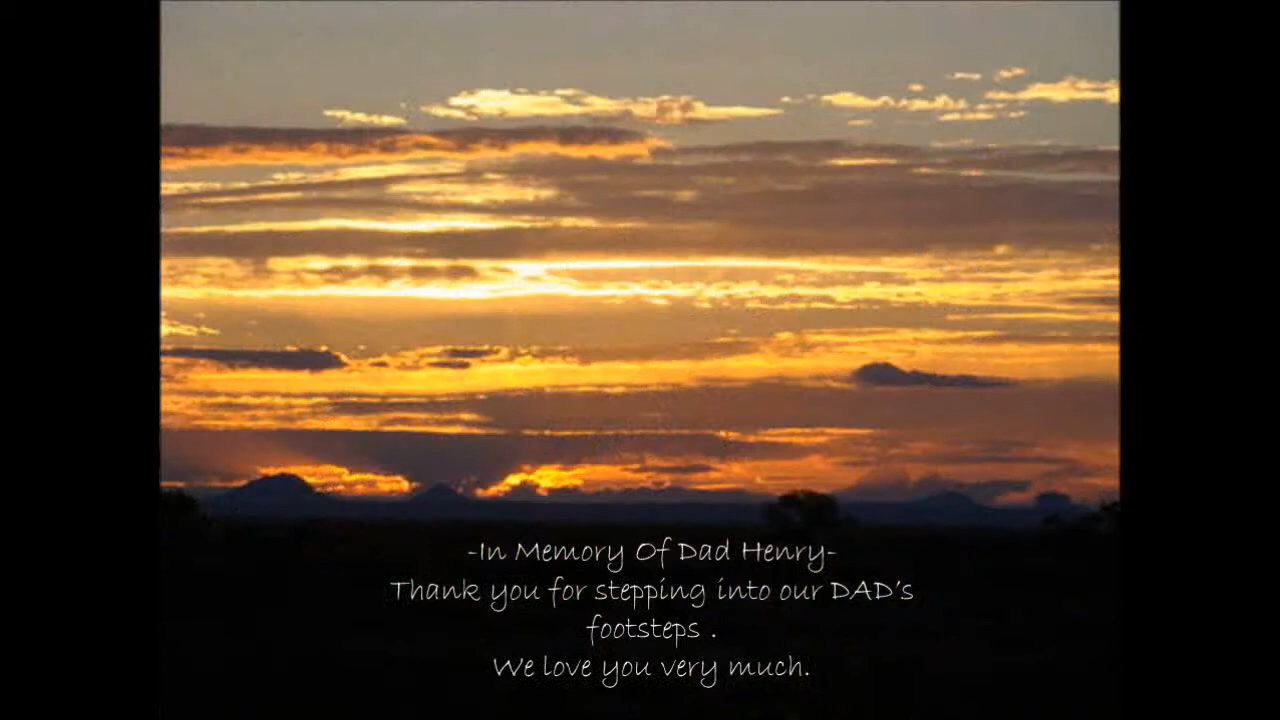 -In Memory Of Dad Henry-
Thank you for stepping into our DAD's
footsteps .
We love you very much.